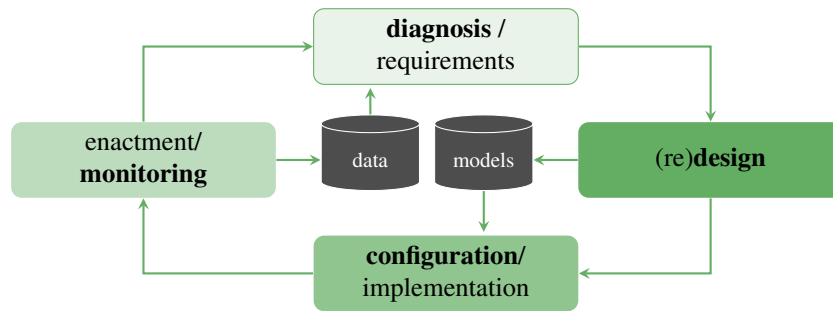 diagnosis /
requirements
enactment/
monitoring
data
models
(re)design
configuration/
implementation